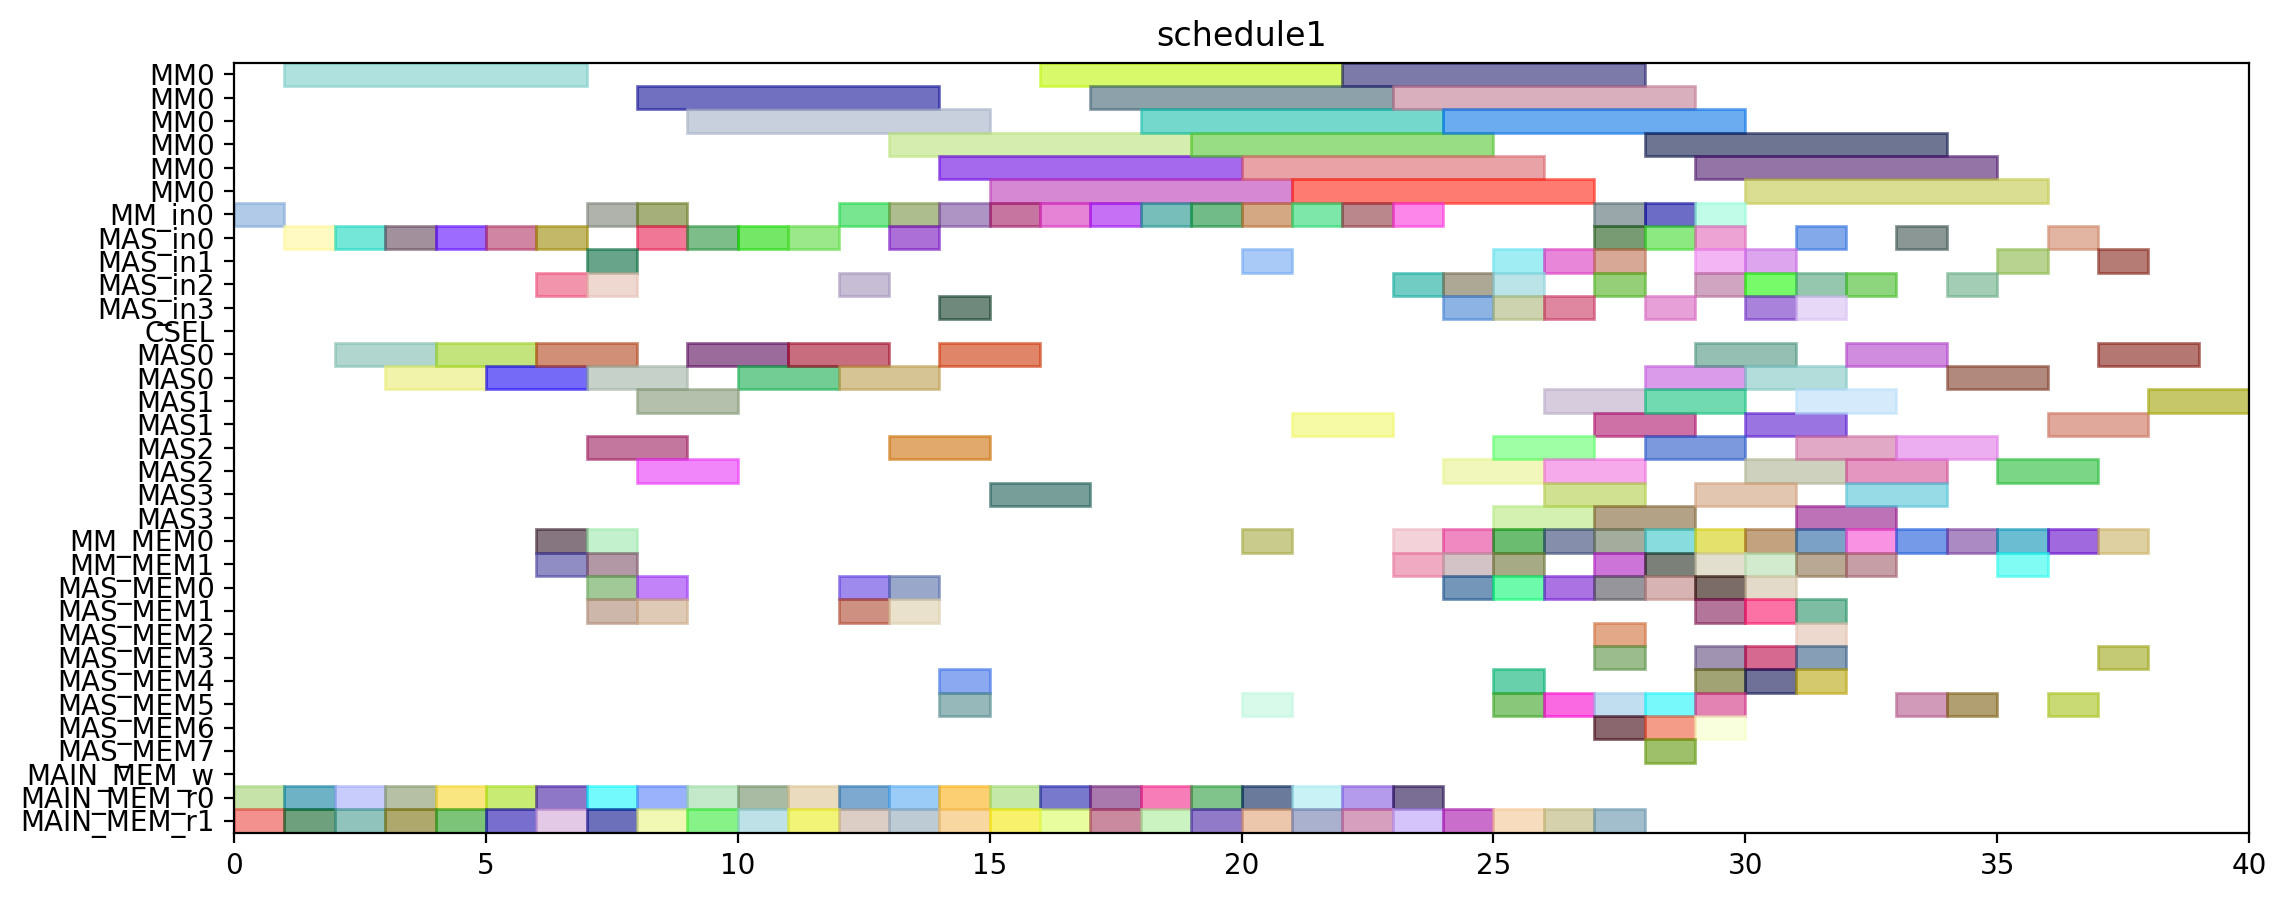 schedule1
MM0
MM0
MM0
MM0
MM0
MM0
MM_in0
MAS_in0
MAS_in1
MAS_in2
MAS_in3
CSEL
MAS0
MAS0
MAS1
MAS1
MAS2
MAS2
MAS3
MAS3
MM_MEM0
MM_MEM1
MAS_MEM0
MAS_MEM1
MAS_MEM2
MAS_MEM3
MAS_MEM4
MAS_MEM5
MAS_MEM6
MAS_MEM7
MAIN_MEM_w
MAIN_MEM_r0
MAIN_MEM_r1
0 5 10 15 20 25 30 35 40